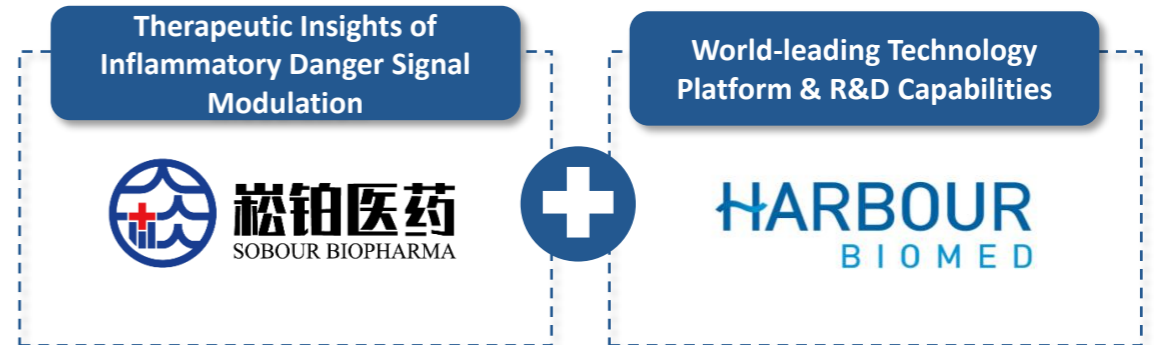 Therapeutic Insights of
Inflammatory Danger Signal
Modulation
崧铂医药
SOBOUR BIOPHARMA
World-leading Technology
Platform & R&D Capabilities
HARBOUR
BIOMED